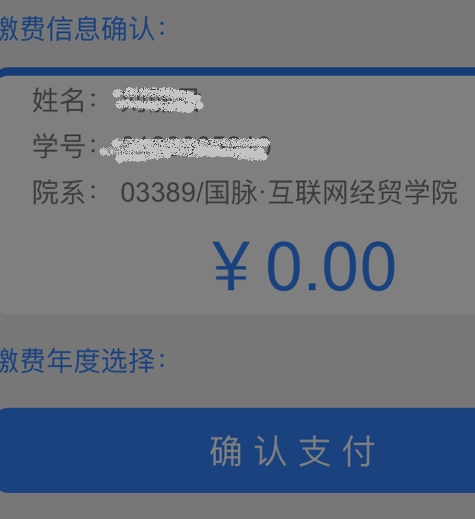 缴费信息确认：
姓名：
学号：
院系： 03389/国脉·互联网经贸学院
￥0.00
缴费年度选择：
确认支付